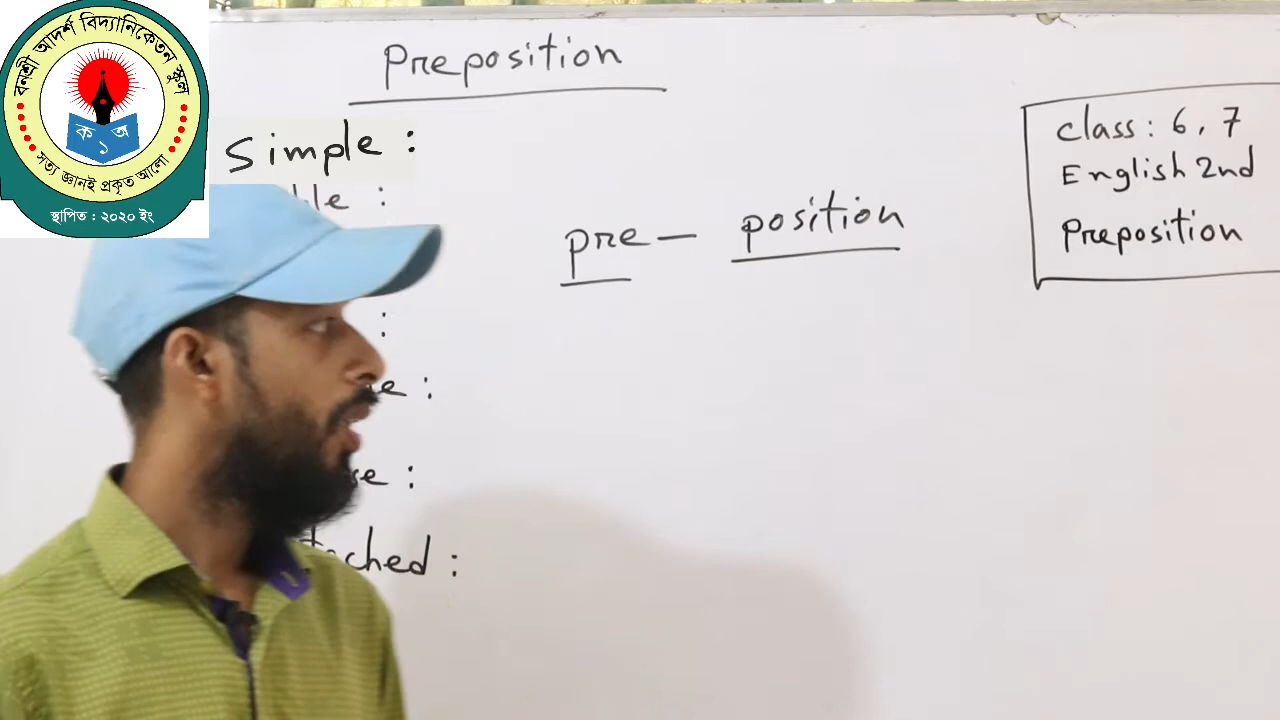 বনশ্রী আদর্শ বিদ্যানিকেতন স্কুল
ক অ
১
সত্য জ্ঞানই প্রকৃত আলো
স্থাপিত : ২০২০ ইং
Preposition
Simple :
pre — position
class : 6, 7
English 2nd
Preposition